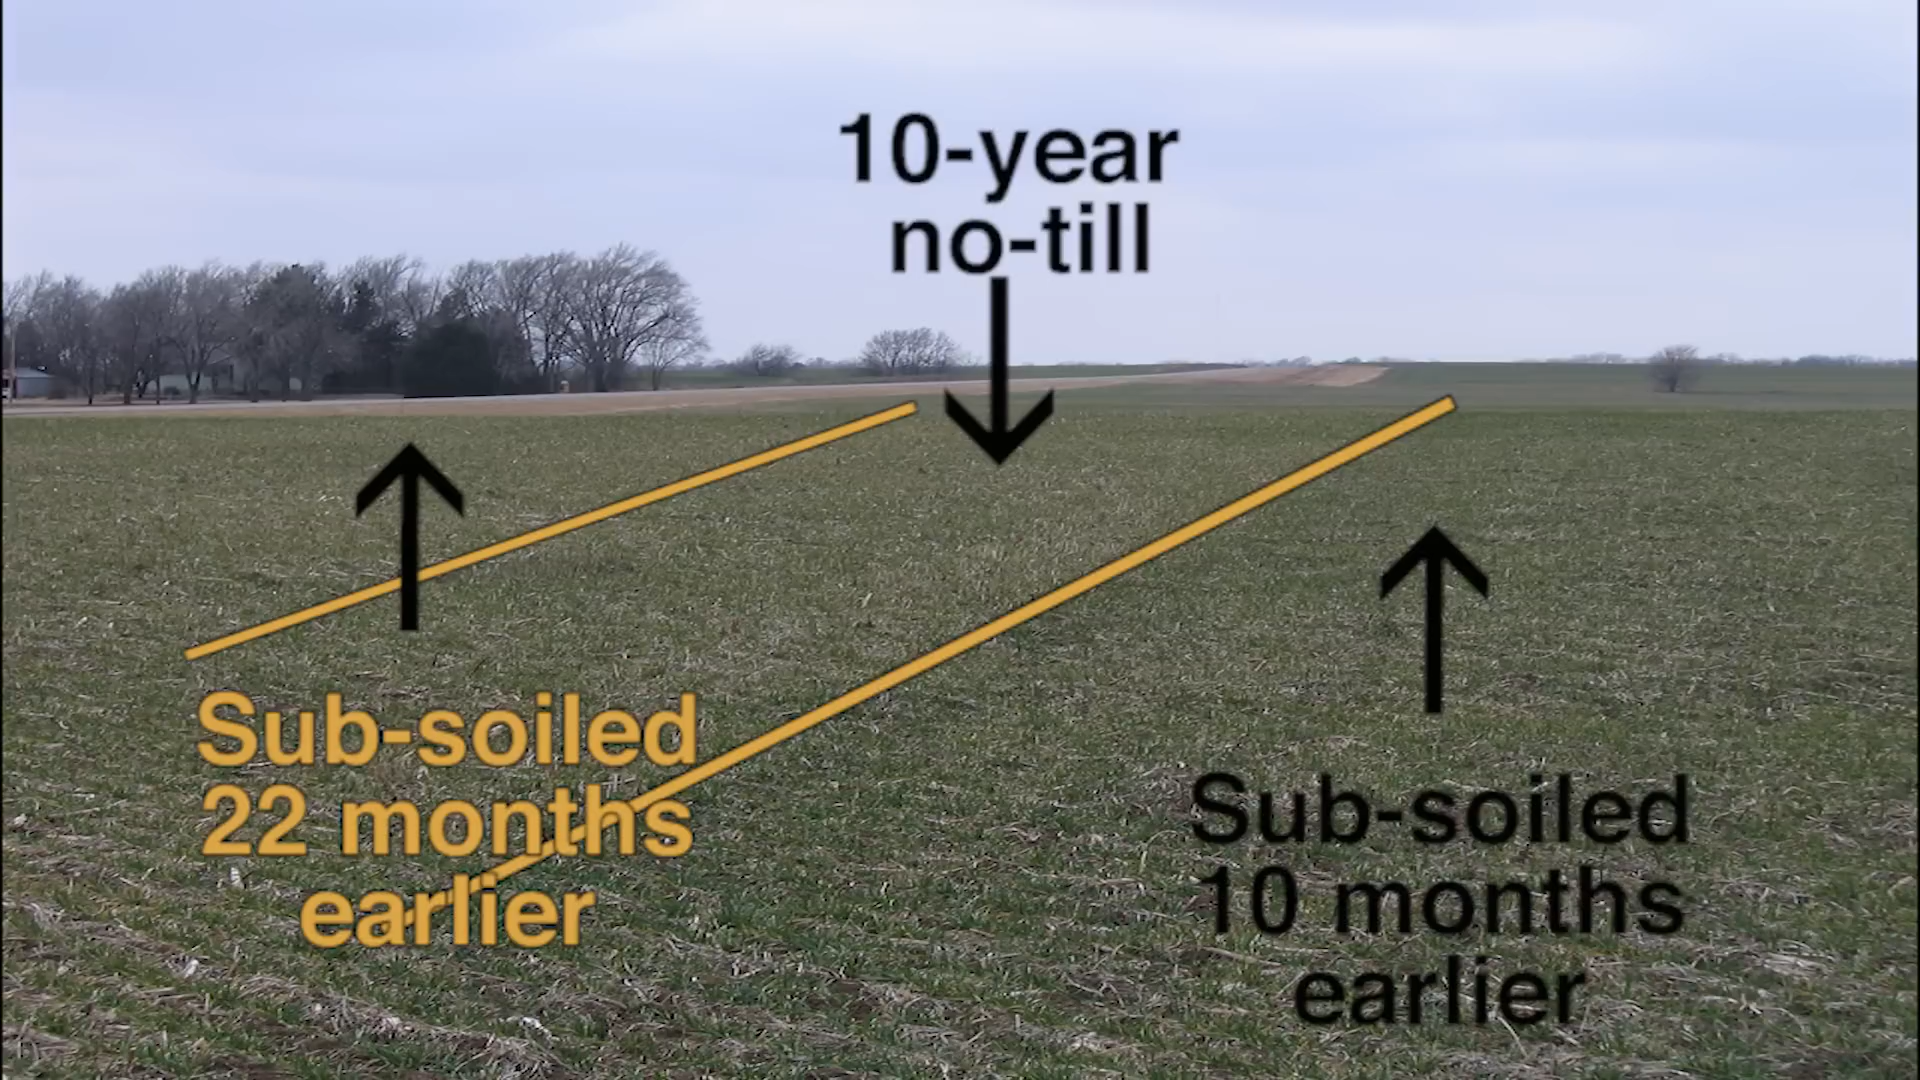 10-year
no-till
Sub-soiled
22 months
earlier
Sub-soiled
10 months
earlier